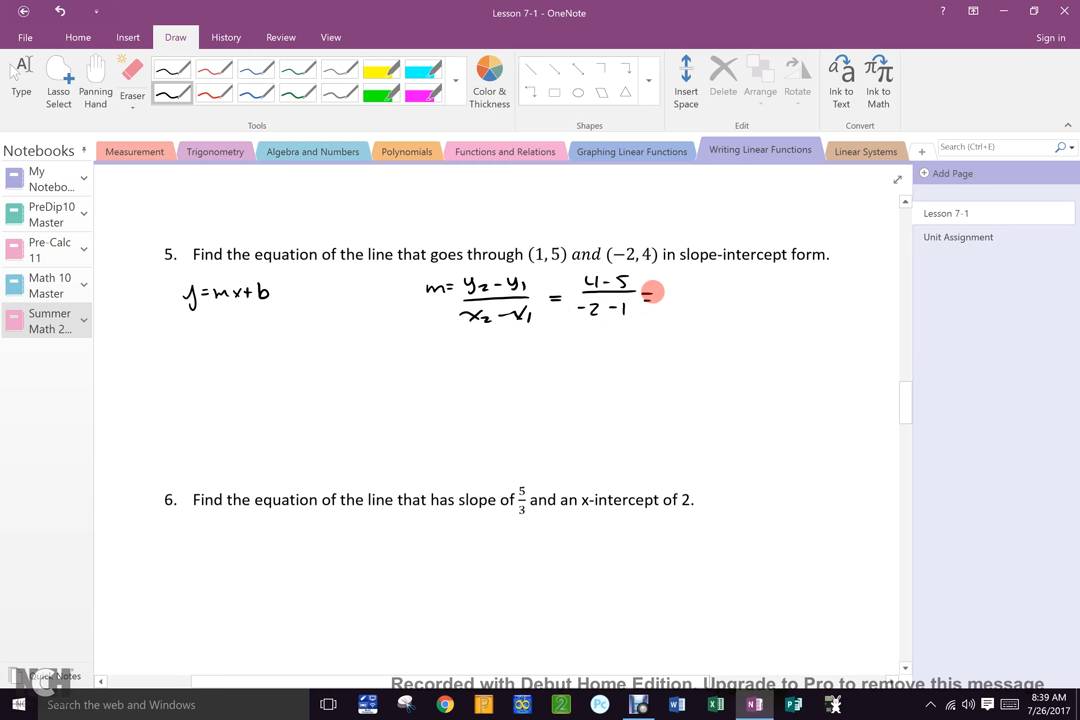 Lesson 7-1 - OneNote
?
File Home Insert Draw History Review View
Sign in
Type
Lasso Select
Panning Hand
Eraser
Color & Thickness
Insert Space
Delete
Arrange
Rotate
Ink to Text
Ink to Math
Tools
Shapes
Edit
Convert
Notebooks
Measurement Trigonometry Algebra and Numbers Polynomials Functions and Relations Graphing Linear Functions Writing Linear Functions Linear Systems +
Search (Ctrl+E)
My Notebo...
PreDip10 Master
Pre-Calc 11
Math 10 Master
Summer Math 2...
Add Page
Lesson 7-1
Unit Assignment
5. Find the equation of the line that goes through (1, 5) and (−2, 4) in slope-intercept form.
y = mx + b
m = y₂ - y₁ / x₂ - x₁ = 4 - 5 / -2 - 1 =
6. Find the equation of the line that has slope of 5/3 and an x-intercept of 2.
Quick Notes
NCH
Recorded with Debut Home Edition. Upgrade to Pro to remove this message
Search the web and Windows
8:39 AM
7/26/2017